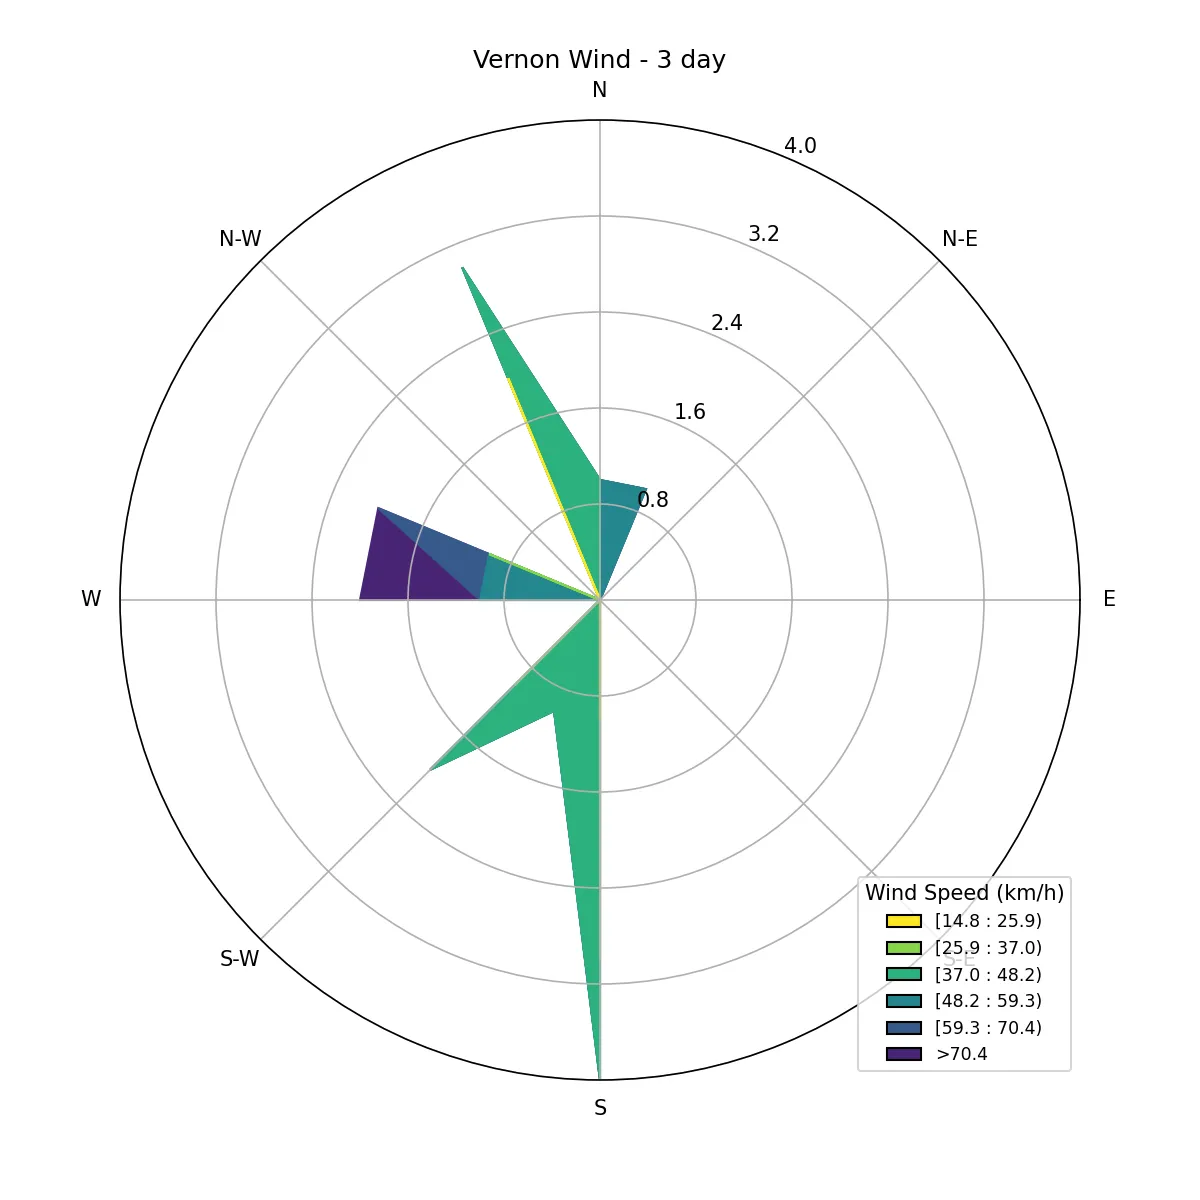 Vernon Wind - 3 day
N
4.0
N-W
3.2
N-E
2.4
1.6
0.8
W
E
S-W
S-E
S
Wind Speed (km/h)
[14.8 : 25.9)
[25.9 : 37.0)
[37.0 : 48.2)
[48.2 : 59.3)
[59.3 : 70.4)
>70.4